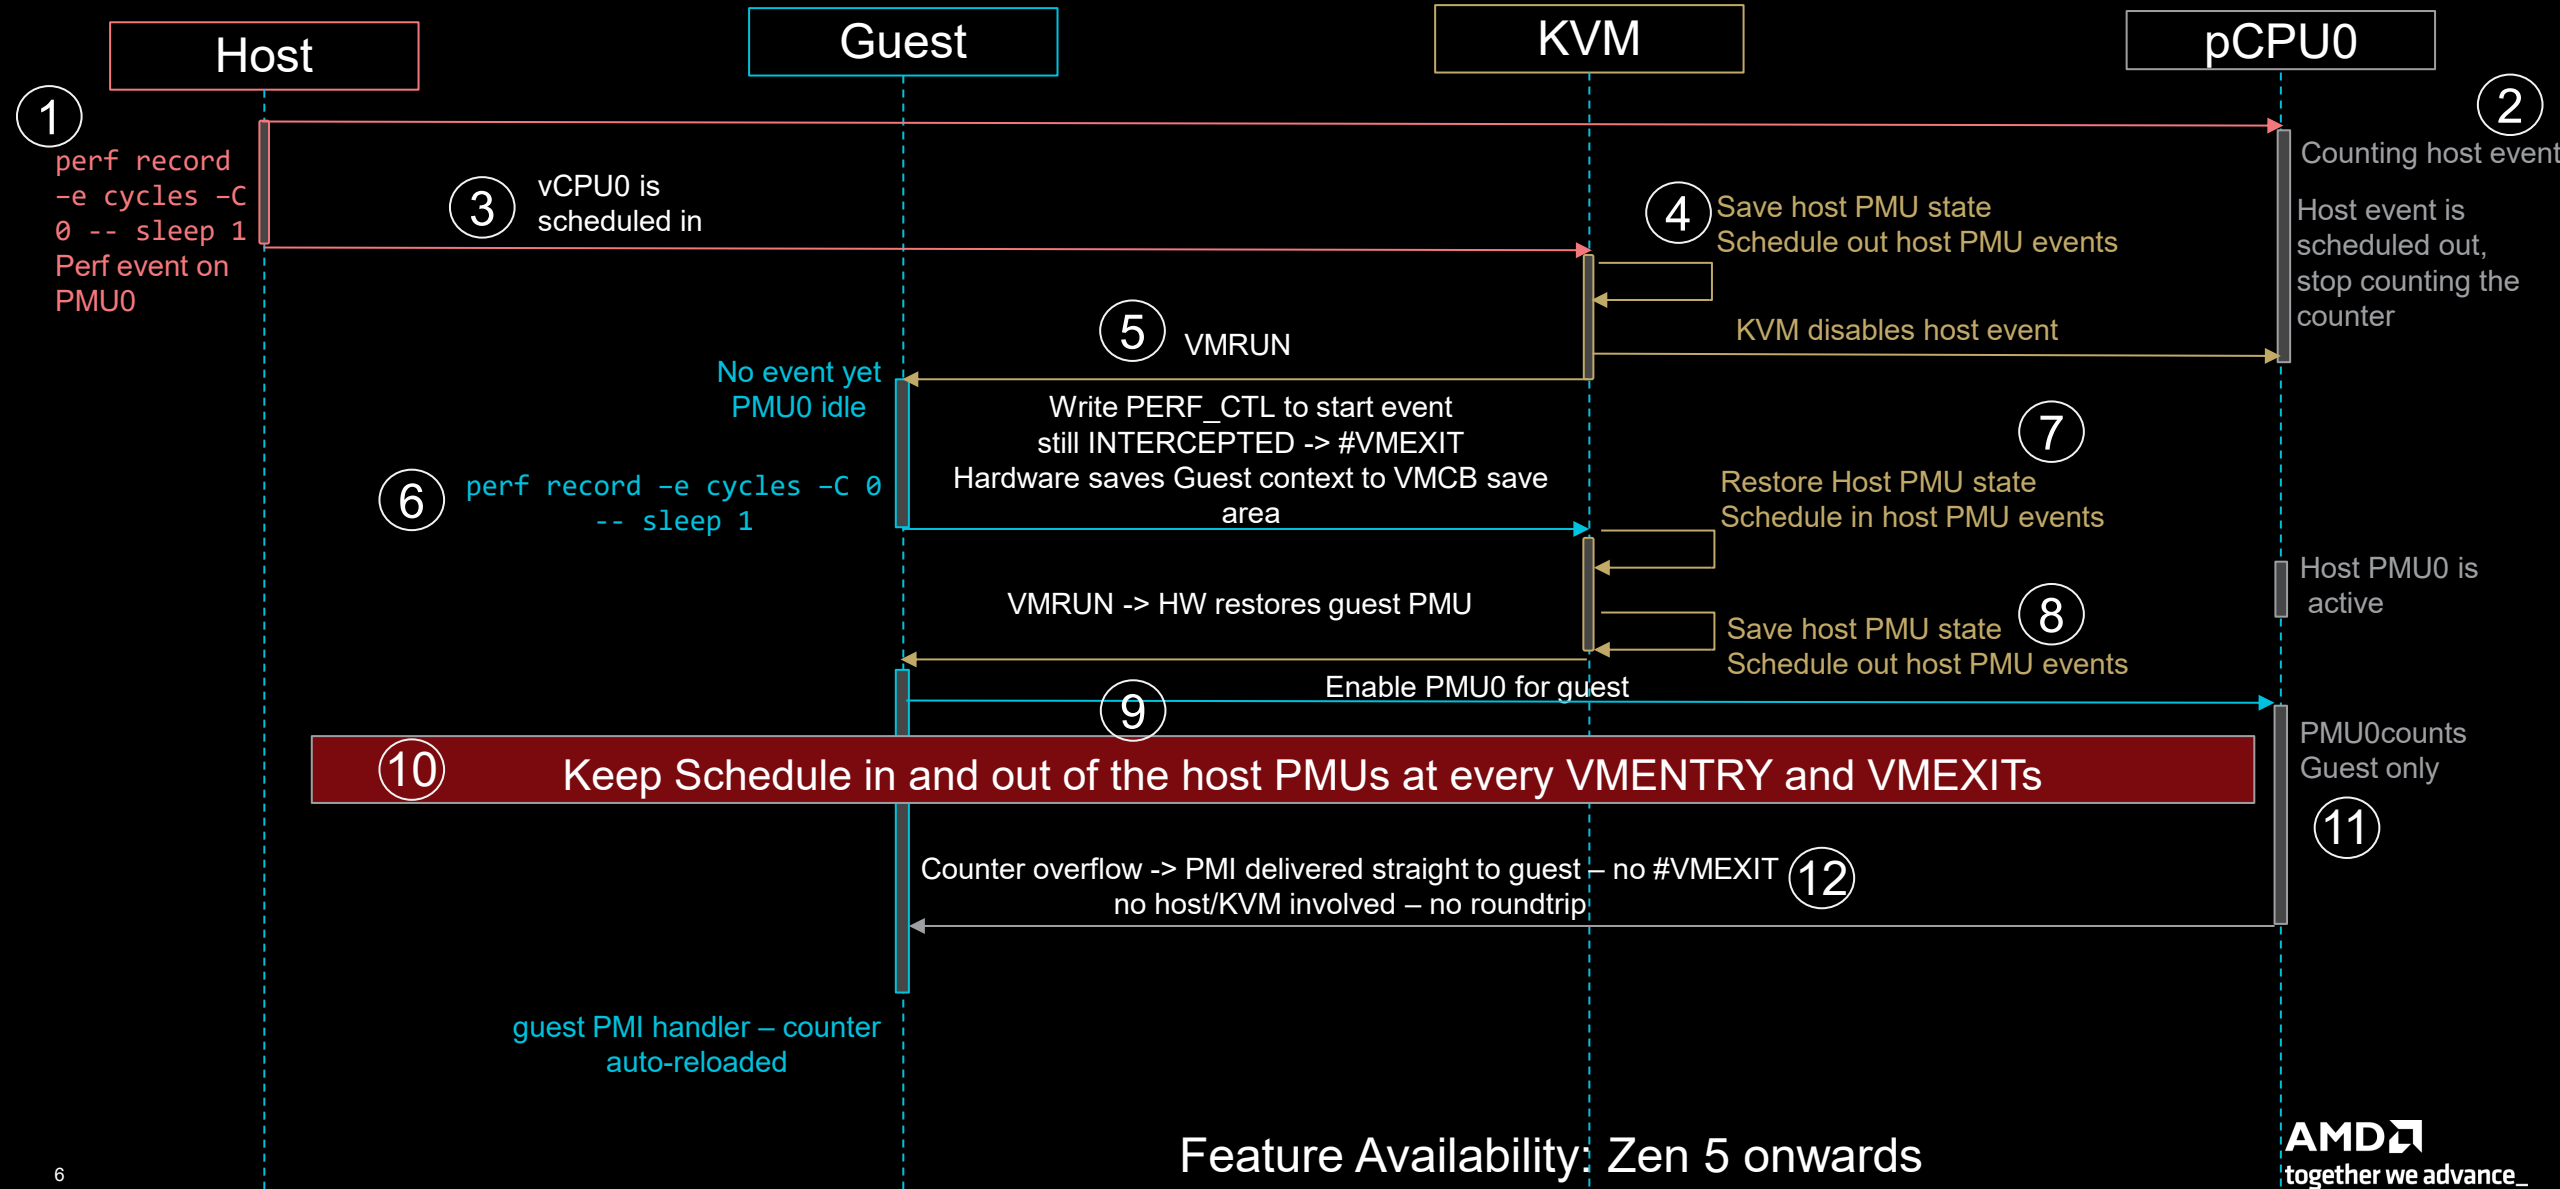 Host
Guest
KVM
pCPU0
1
perf record
–e cycles –C
0 -- sleep 1
Perf event on
PMU0
2
Counting host event
Host event is
scheduled out,
stop counting the
counter
3
vCPU0 is
scheduled in
4
Save host PMU state
Schedule out host PMU events
KVM disables host event
5
VMRUN
No event yet
PMU0 idle
Write PERF_CTL to start event
still INTERCEPTED -> #VMEXIT
Hardware saves Guest context to VMCB save
area
6
perf record –e cycles –C 0
-- sleep 1
7
Restore Host PMU state
Schedule in host PMU events
Host PMU0 is
active
VMRUN -> HW restores guest PMU
8
Save host PMU state
Schedule out host PMU events
Enable PMU0 for guest
9
PMU0counts
Guest only
10
Keep Schedule in and out of the host PMUs at every VMENTRY and VMEXITs
11
Counter overflow -> PMI delivered straight to guest – no #VMEXIT
no host/KVM involved – no roundtrip
12
guest PMI handler – counter
auto-reloaded
Feature Availability: Zen 5 onwards
6
AMD
together we advance_